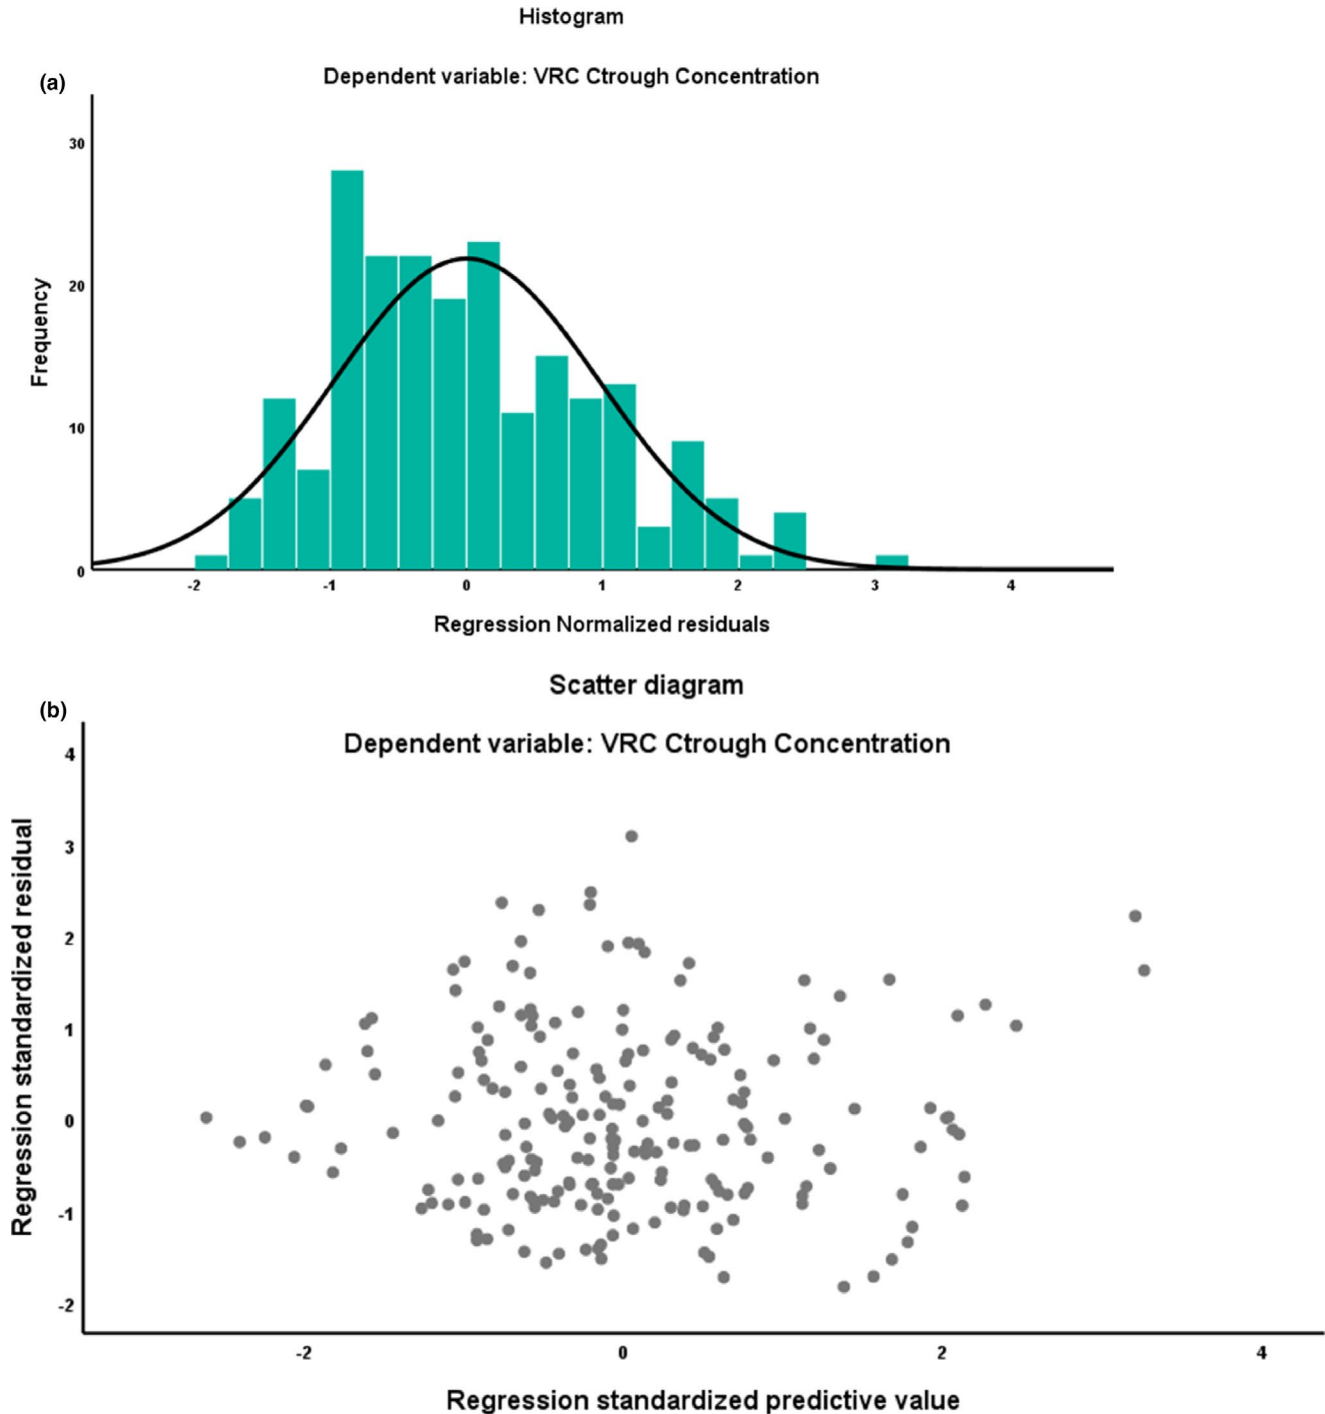 Histogram
(a)
Dependent variable: VRC Ctrough Concentration
30
20
10
0
Frequency
-2 -1 0 1 2 3 4
Regression Normalized residuals
Scatter diagram
(b)
Dependent variable: VRC Ctrough Concentration
4
3
2
1
0
-1
-2
Regression standardized residual
-2 0 2 4
Regression standardized predictive value